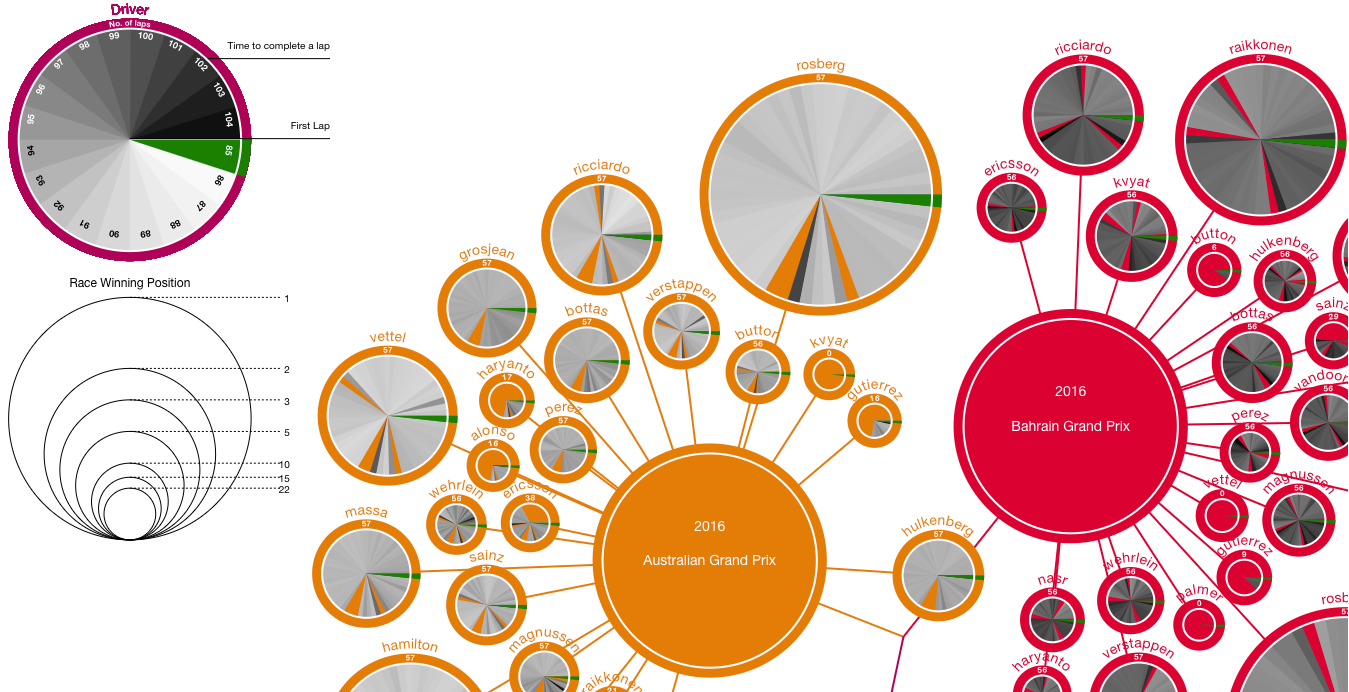 Driver
No. of laps
85
86
87
88
89
90
91
92
93
94
95
96
97
98
99
100
101
102
103
104
Time to complete a lap
First Lap
Race Winning Position
1
2
3
5
10
15
22
rosberg
57
ricciardo
57
grosjean
57
verstappen
57
bottas
57
button
56
kvyat
0
gutierrez
16
vettel
57
haryanto
17
perez
57
alonso
16
wehrlein
56
ericsson
38
massa
57
sainz
57
hamilton
57
magnussen
57
raikkonen
21
hulkenberg
57
2016
Australian Grand Prix
ricciardo
57
raikkonen
57
ericsson
56
kvyat
56
button
6
hulkenberg
56
sainz
29
bottas
56
vandoor
56
perez
56
vettel
0
magnussen
56
gutierrez
9
wehrlein
56
nasr
56
palmer
0
haryanto
56
verstappen
57
rosb
57
2016
Bahrain Grand Prix